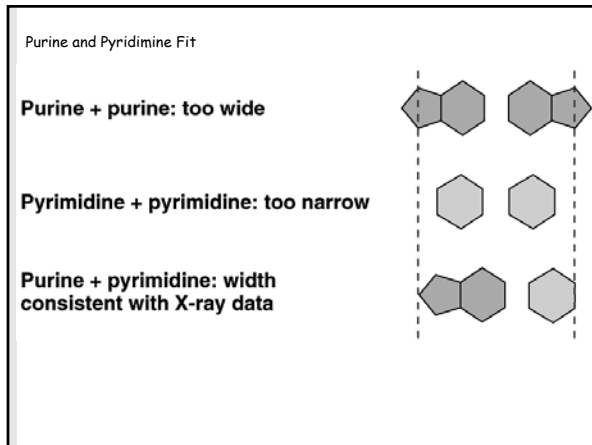 Purine and Pyridimine Fit
Purine + purine: too wide
Pyrimidine + pyrimidine: too narrow
Purine + pyrimidine: width
consistent with X-ray data